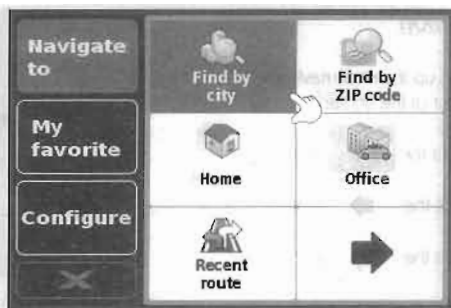 Navigate
to
My
favorite
Configure
Find by
city
Find by
ZIP code
Home
Office
Recent
route